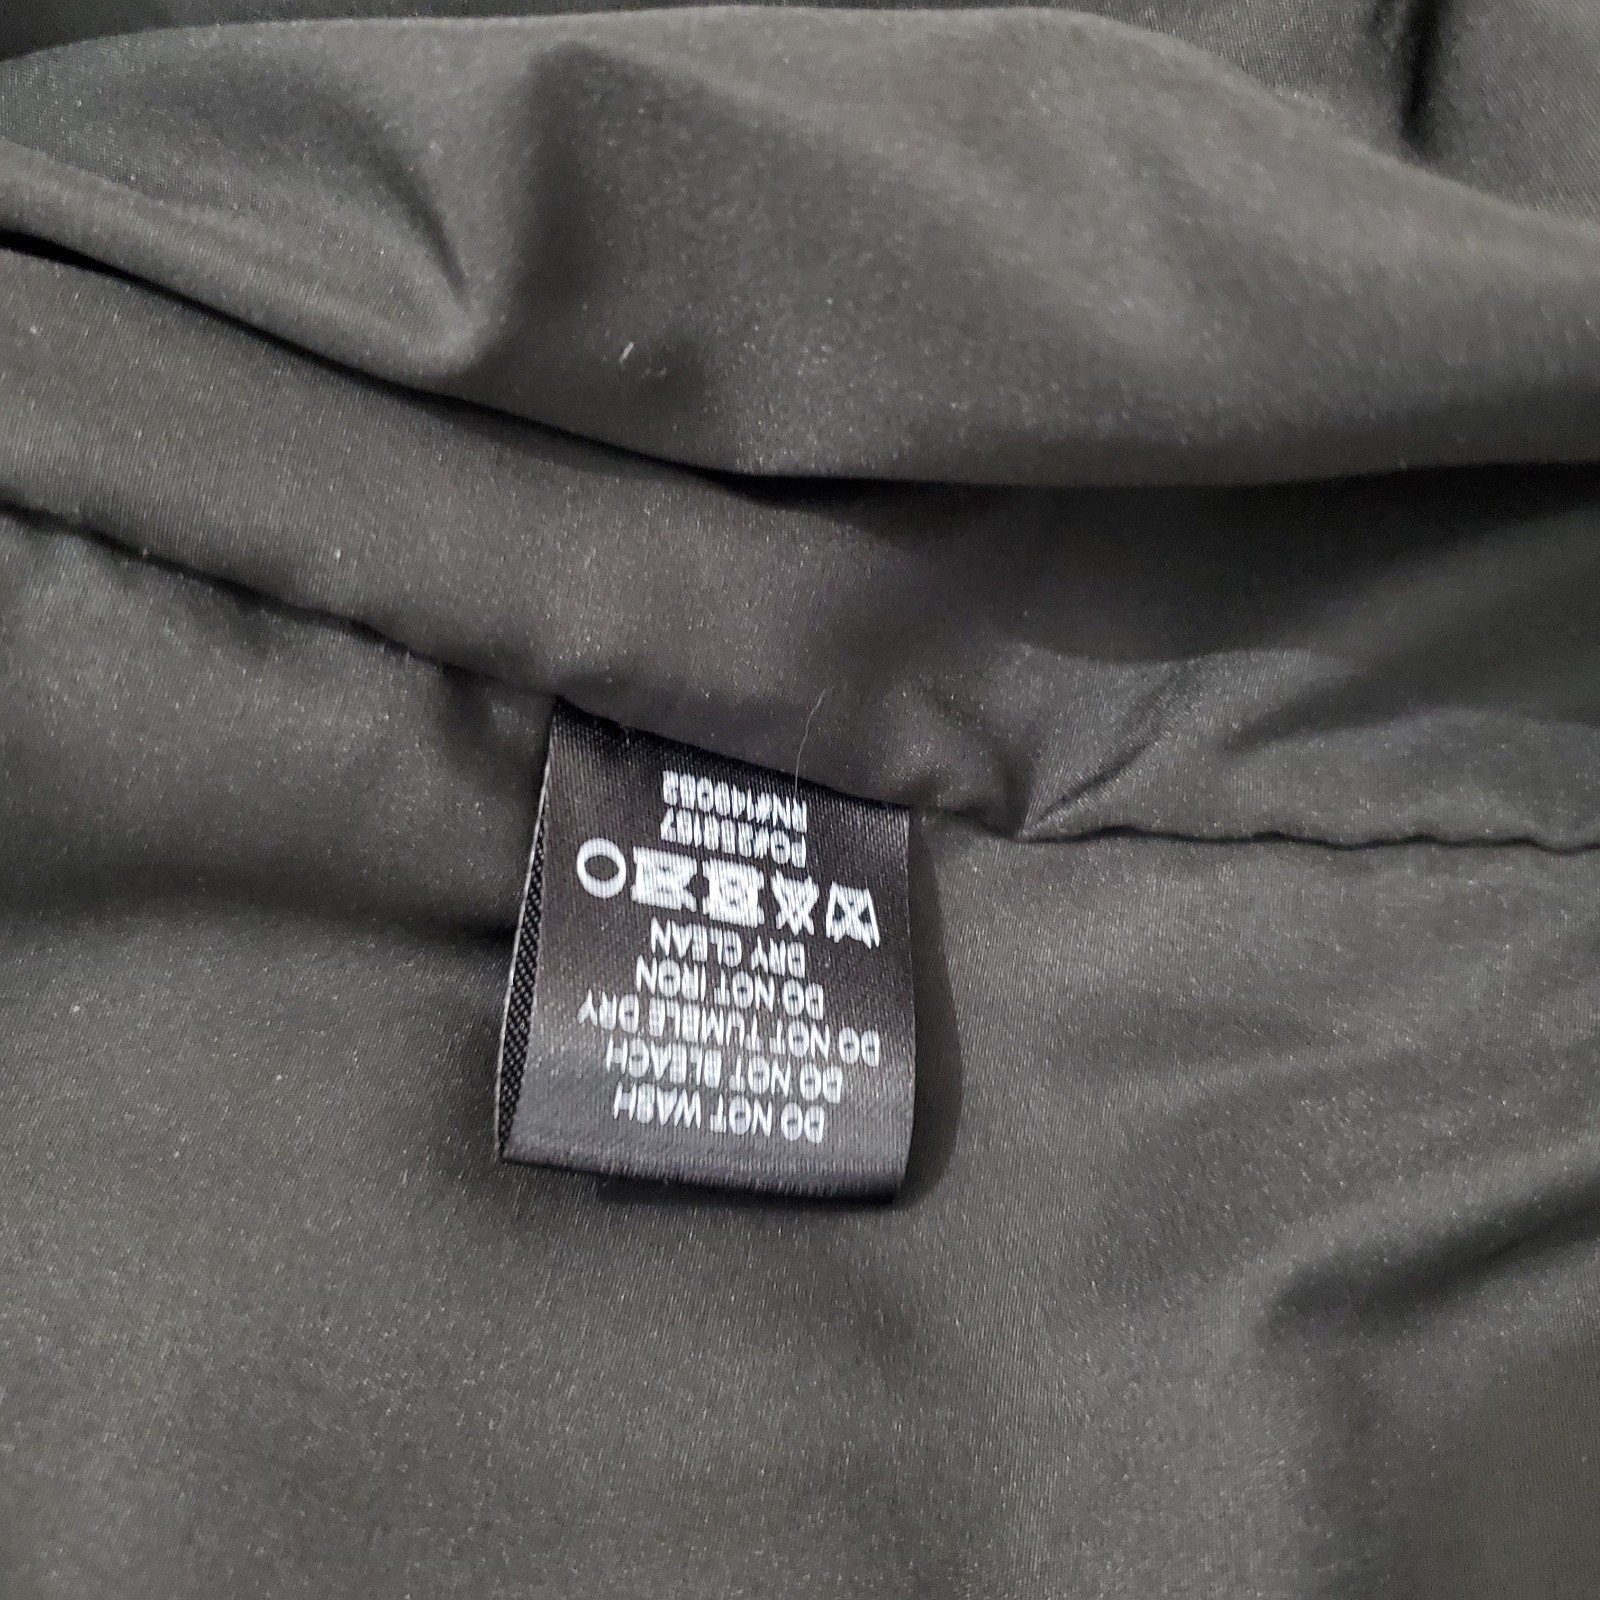 DO NOT WASH
DO NOT BLEACH
DO NOT TUMBLE DRY
DO NOT IRON
DRY CLEAN